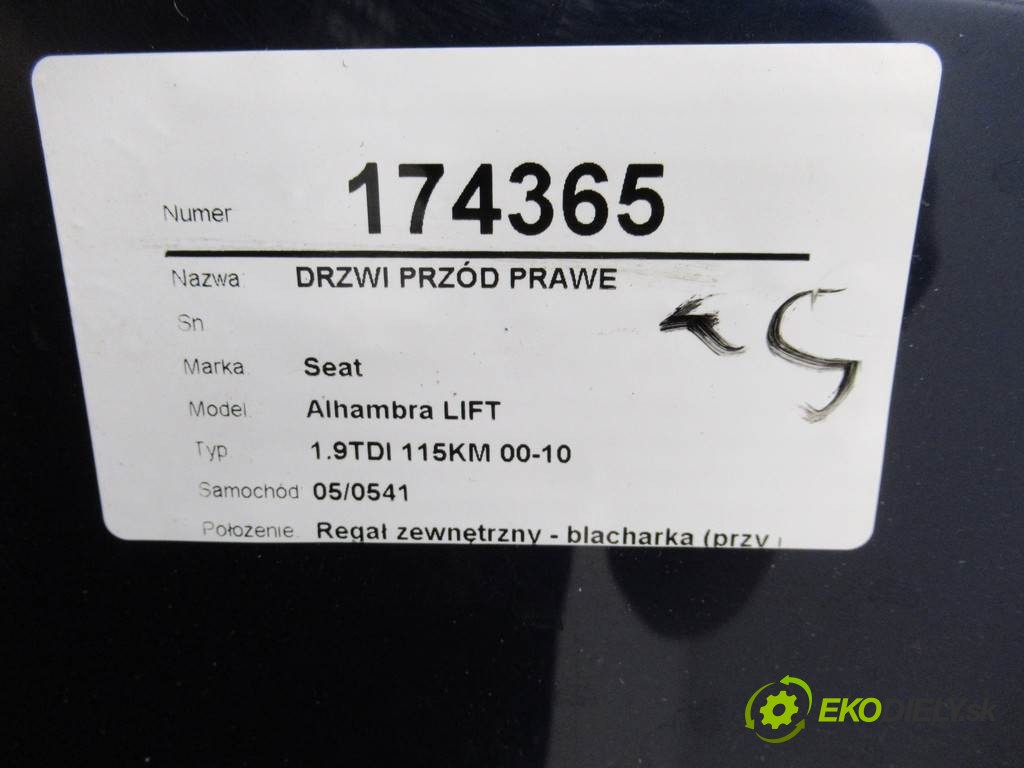 Numer 174365
Nazwa DRZWI PRZÓD PRAWE
Sn
Marka Seat
Model Alhambra LIFT
Typ 1.9TDI 115KM 00-10
Samochód 05/0541
Położenie Regał zewnętrzny - blacharka (przy
EKODIELY.sk